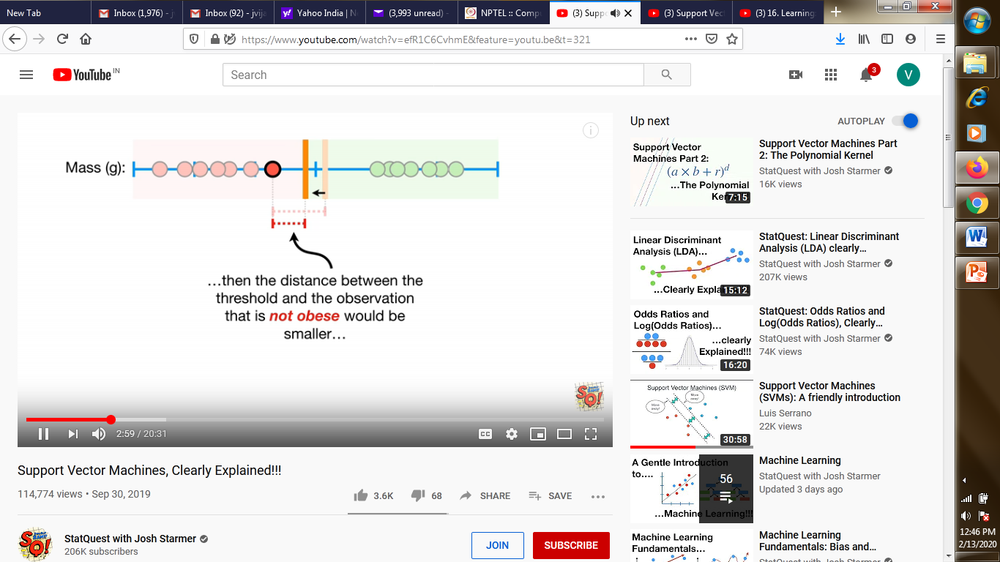 New Tab
Inbox (1,976) - j
Inbox (92) - jvija
Yahoo India | N
(3,993 unread) -
NPTEL :: Comp
(3) Suppo
(3) Support Vec
(3) 16. Learning
https://www.youtube.com/watch?v=efR1C6CvhmE&feature=youtu.be&t=321
YouTube IN
Search
3
V
Mass (g):
…then the distance between the
threshold and the observation
that is not obese would be
smaller…
SQ!
2:59 / 20:31
CC
Support Vector Machines, Clearly Explained!!!
114,774 views • Sep 30, 2019
3.6K
68
SHARE
SAVE
SQ!
StatQuest with Josh Starmer
206K subscribers
JOIN
SUBSCRIBE
Up next
AUTOPLAY
Support Vector
Machines Part 2:
(a × b + r)^d
…The Polynomial
Ker
7:15
Support Vector Machines Part
2: The Polynomial Kernel
StatQuest with Josh Starmer
16K views
Linear Discriminant
Analysis (LDA)…
…Clearly Expla
15:12
StatQuest: Linear Discriminant
Analysis (LDA) clearly…
StatQuest with Josh Starmer
207K views
Odds Ratios and
Log(Odds Ratios)…
…clearly
Explained!!!
16:20
StatQuest: Odds Ratios and
Log(Odds Ratios), Clearly…
StatQuest with Josh Starmer
74K views
Support Vector Machines (SVM)
Move
away!
Move
away!
30:58
Support Vector Machines
(SVMs): A friendly introduction
Luis Serrano
22K views
A Gentle Introduction
to….
…Machine Learning!!!
56
Machine Learning
StatQuest with Josh Starmer
Updated 3 days ago
Machine Learning
Fundamentals…
Machine Learning
Fundamentals: Bias and…
StatQuest with Josh Starmer
12:46 PM
2/13/2020